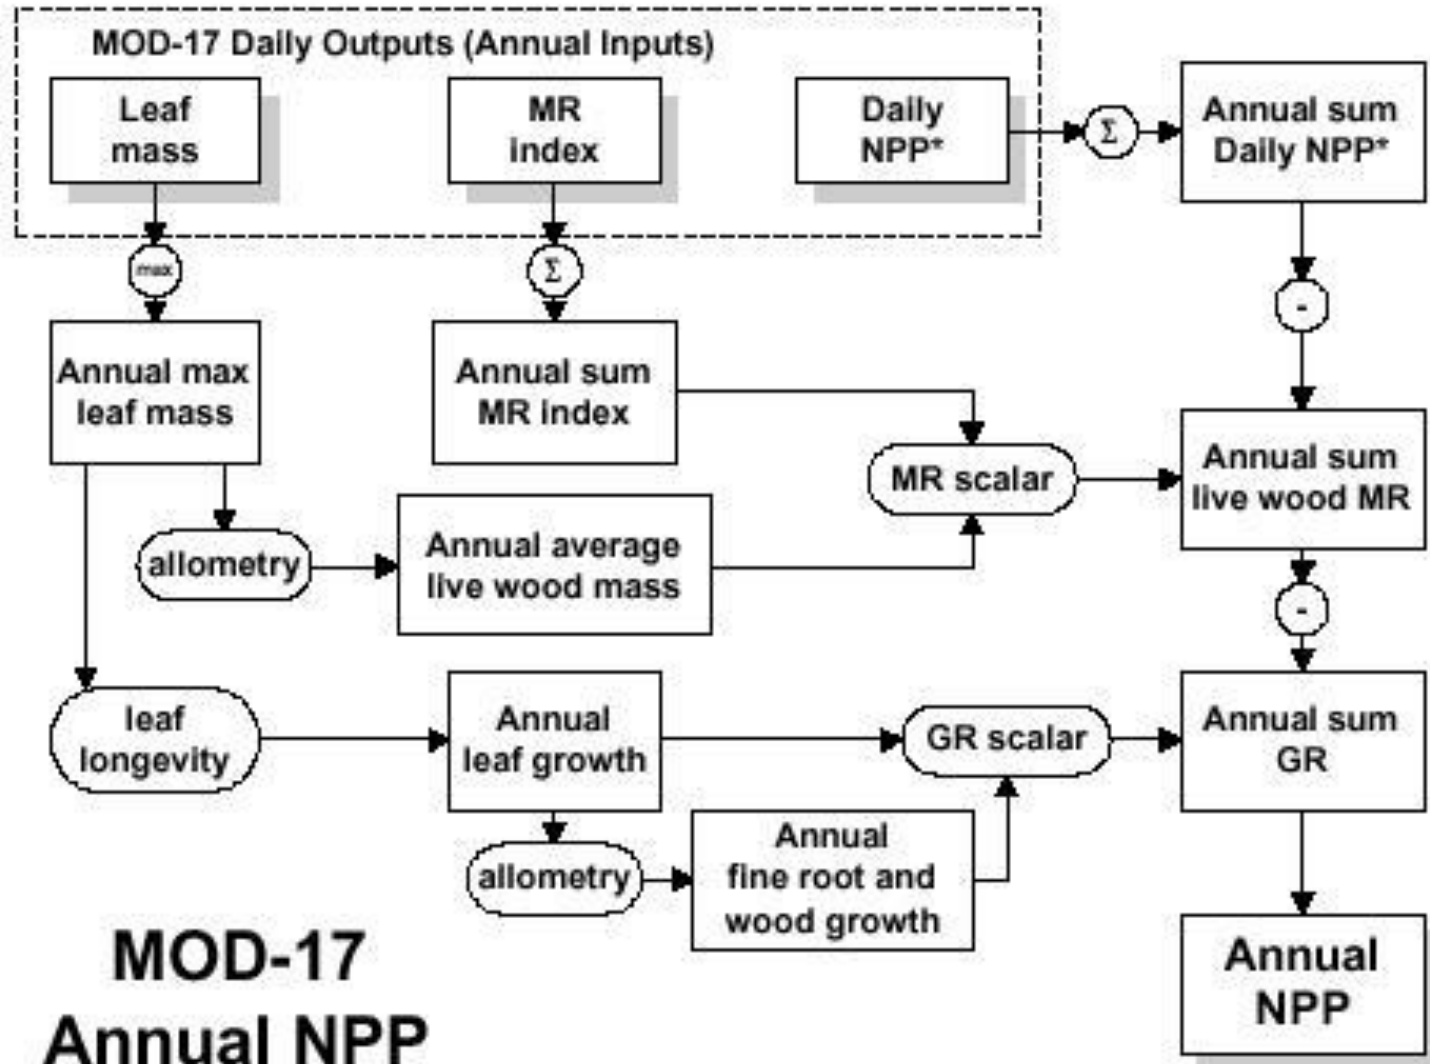 MOD-17 Daily Outputs (Annual Inputs)
Leaf
mass
MR
index
Daily
NPP*
Σ
Annual sum
Daily NPP*
max
Σ
-
Annual max
leaf mass
Annual sum
MR index
MR scalar
Annual sum
live wood MR
allometry
Annual average
live wood mass
-
leaf
longevity
Annual
leaf growth
GR scalar
Annual sum
GR
allometry
Annual
fine root and
wood growth
Annual
NPP
MOD-17
Annual NPP